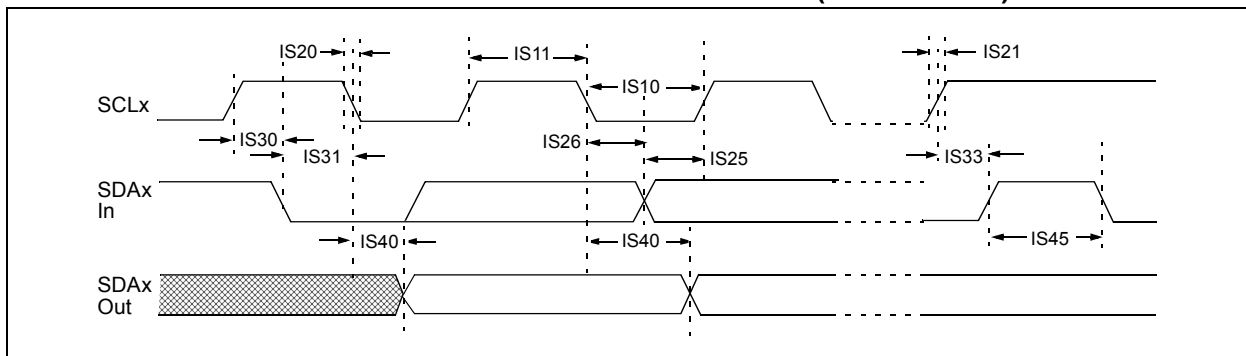 IS20
IS11
IS21
IS10
SCLx
IS30
IS26
IS31
IS25
IS33
SDAx
In
IS40
IS40
IS45
SDAx
Out